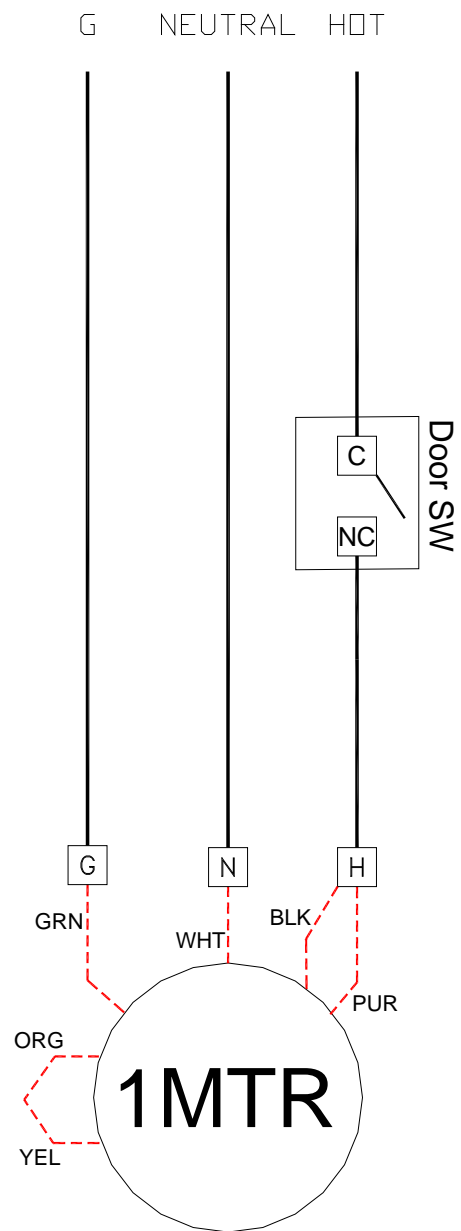 G NEUTRAL HOT
C
Door SW
NC
G N H
GRN
WHT
BLK
PUR
ORG
1MTR
YEL